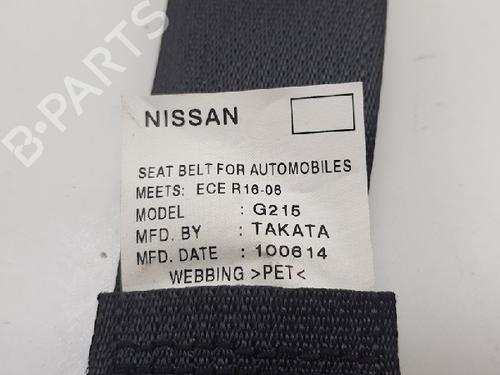 B-PARTS
NISSAN
SEAT BELT FOR AUTOMOBILES
MEETS: ECE R16-06
MODEL : G215
MFD. BY : TAKATA
MFD. DATE : 100614
WEBBING >PET<